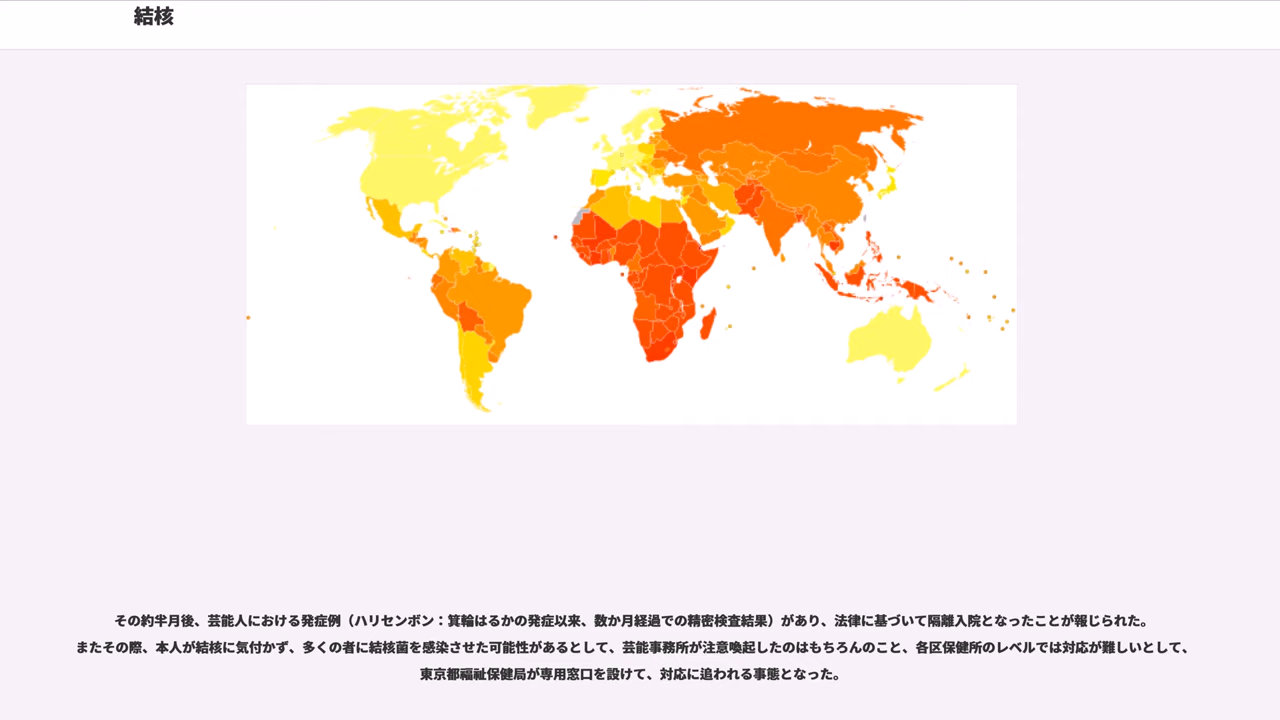 結核
その約半月後、芸能人における発症例（ハリセンボン：箕輪はるかの発症以来、数か月経過での精密検査結果）があり、法律に基づいて隔離入院となったことが報じられた。
またその際、本人が結核に気付かず、多くの者に結核菌を感染させた可能性があるとして、芸能事務所が注意喚起したのはもちろんのこと、各区保健所のレベルでは対応が難しいとして、
東京都福祉保健局が専用窓口を設けて、対応に追われる事態となった。